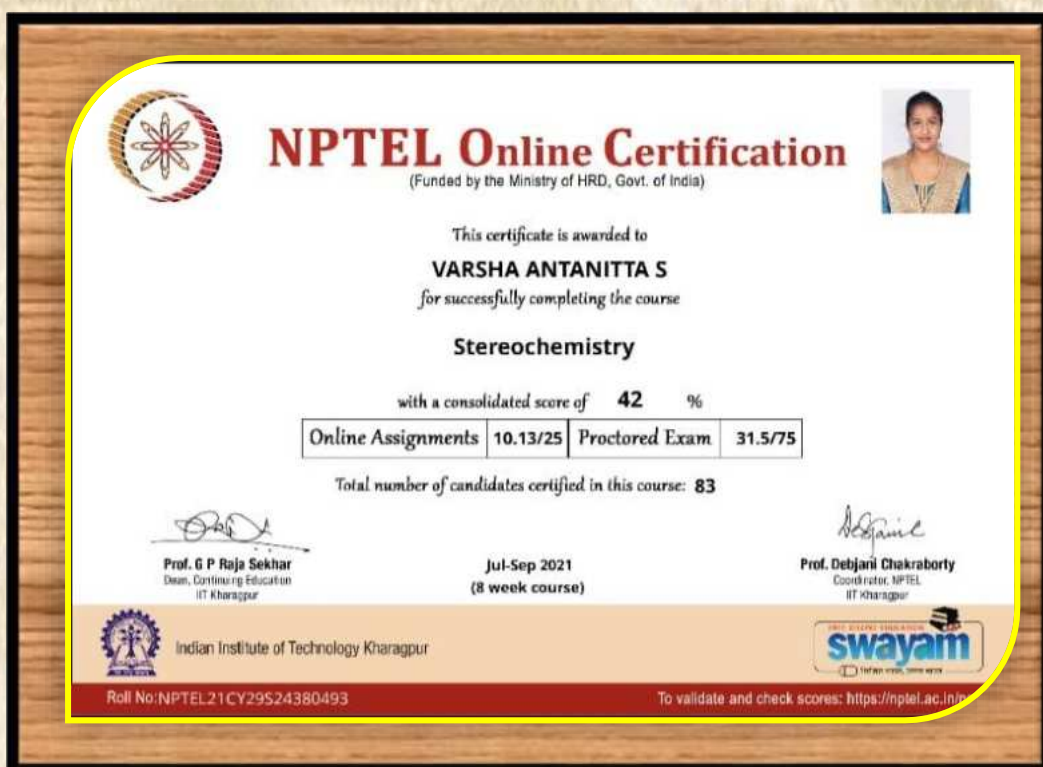 NPTEL Online Certification
(Funded by the Ministry of HRD, Govt. of India)
This certificate is awarded to
VARSHA ANTANITTA S
for successfully completing the course
Stereochemistry
with a consolidated score of 42 %
Online Assignments 10.13/25 Proctored Exam 31.5/75
Total number of candidates certified in this course: 83
Prof. G P Raja Sekhar
Dean, Continuing Education
IIT Kharagpur
Jul-Sep 2021
(8 week course)
Prof. Debjani Chakraborty
Coordinator, NPTEL
IIT Kharagpur
Indian Institute of Technology Kharagpur
FREE ONLINE EDUCATION
swayam
Roll No:NPTEL21CY29S24380493
To validate and check scores: https://nptel.ac.in/